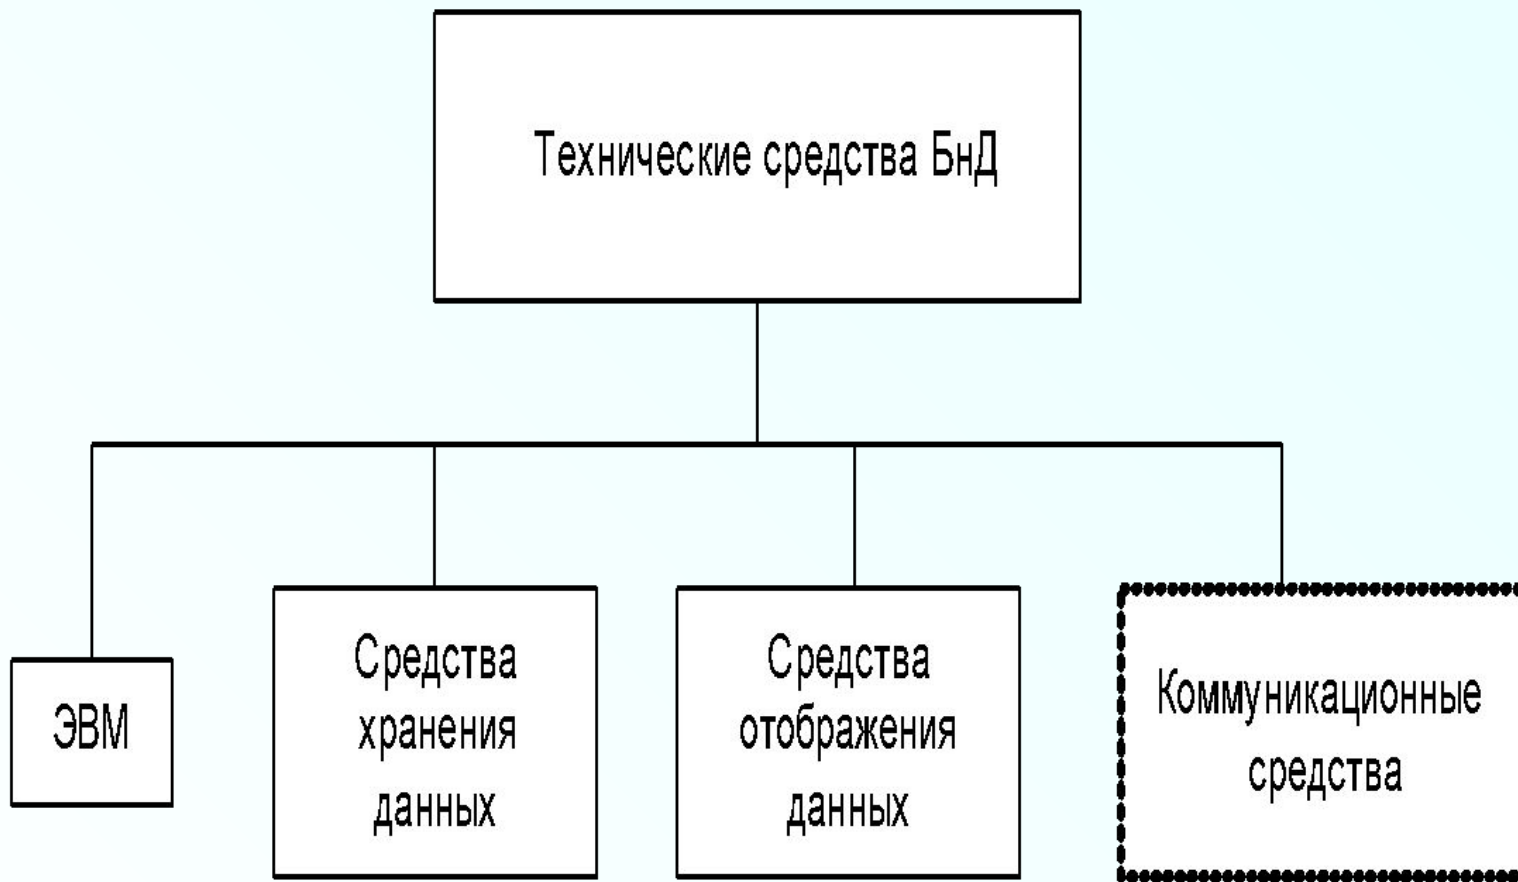 Технические средства БнД
ЭВМ
Средства
хранения
данных
Средства
отображения
данных
Коммуникационные
средства